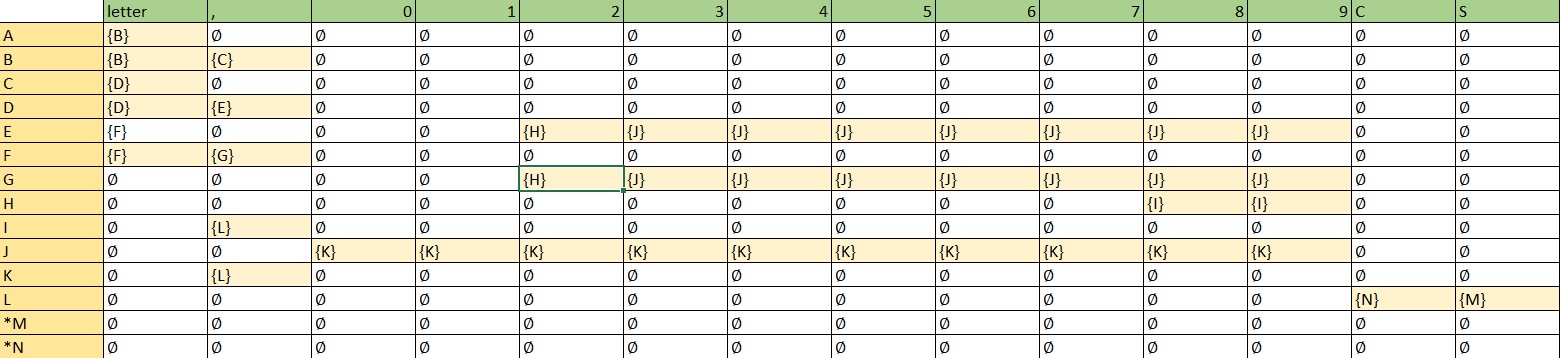 letter , 0 1 2 3 4 5 6 7 8 9 C S
A {B} Ø Ø Ø Ø Ø Ø Ø Ø Ø Ø Ø Ø Ø
B {B} {C} Ø Ø Ø Ø Ø Ø Ø Ø Ø Ø Ø Ø
C {D} Ø Ø Ø Ø Ø Ø Ø Ø Ø Ø Ø Ø Ø
D {D} {E} Ø Ø Ø Ø Ø Ø Ø Ø Ø Ø Ø Ø
E {F} Ø Ø Ø {H} {J} {J} {J} {J} {J} {J} {J} Ø Ø
F {F} {G} Ø Ø Ø Ø Ø Ø Ø Ø Ø Ø Ø Ø
G Ø Ø Ø Ø {H} {J} {J} {J} {J} {J} {J} {J} Ø Ø
H Ø Ø Ø Ø Ø Ø Ø Ø Ø Ø {I} {I} Ø Ø
I Ø {L} Ø Ø Ø Ø Ø Ø Ø Ø Ø Ø Ø Ø
J Ø Ø {K} {K} {K} {K} {K} {K} {K} {K} {K} {K} Ø Ø
K Ø {L} Ø Ø Ø Ø Ø Ø Ø Ø Ø Ø Ø Ø
L Ø Ø Ø Ø Ø Ø Ø Ø Ø Ø Ø Ø {N} {M}
*M Ø Ø Ø Ø Ø Ø Ø Ø Ø Ø Ø Ø Ø Ø
*N Ø Ø Ø Ø Ø Ø Ø Ø Ø Ø Ø Ø Ø Ø